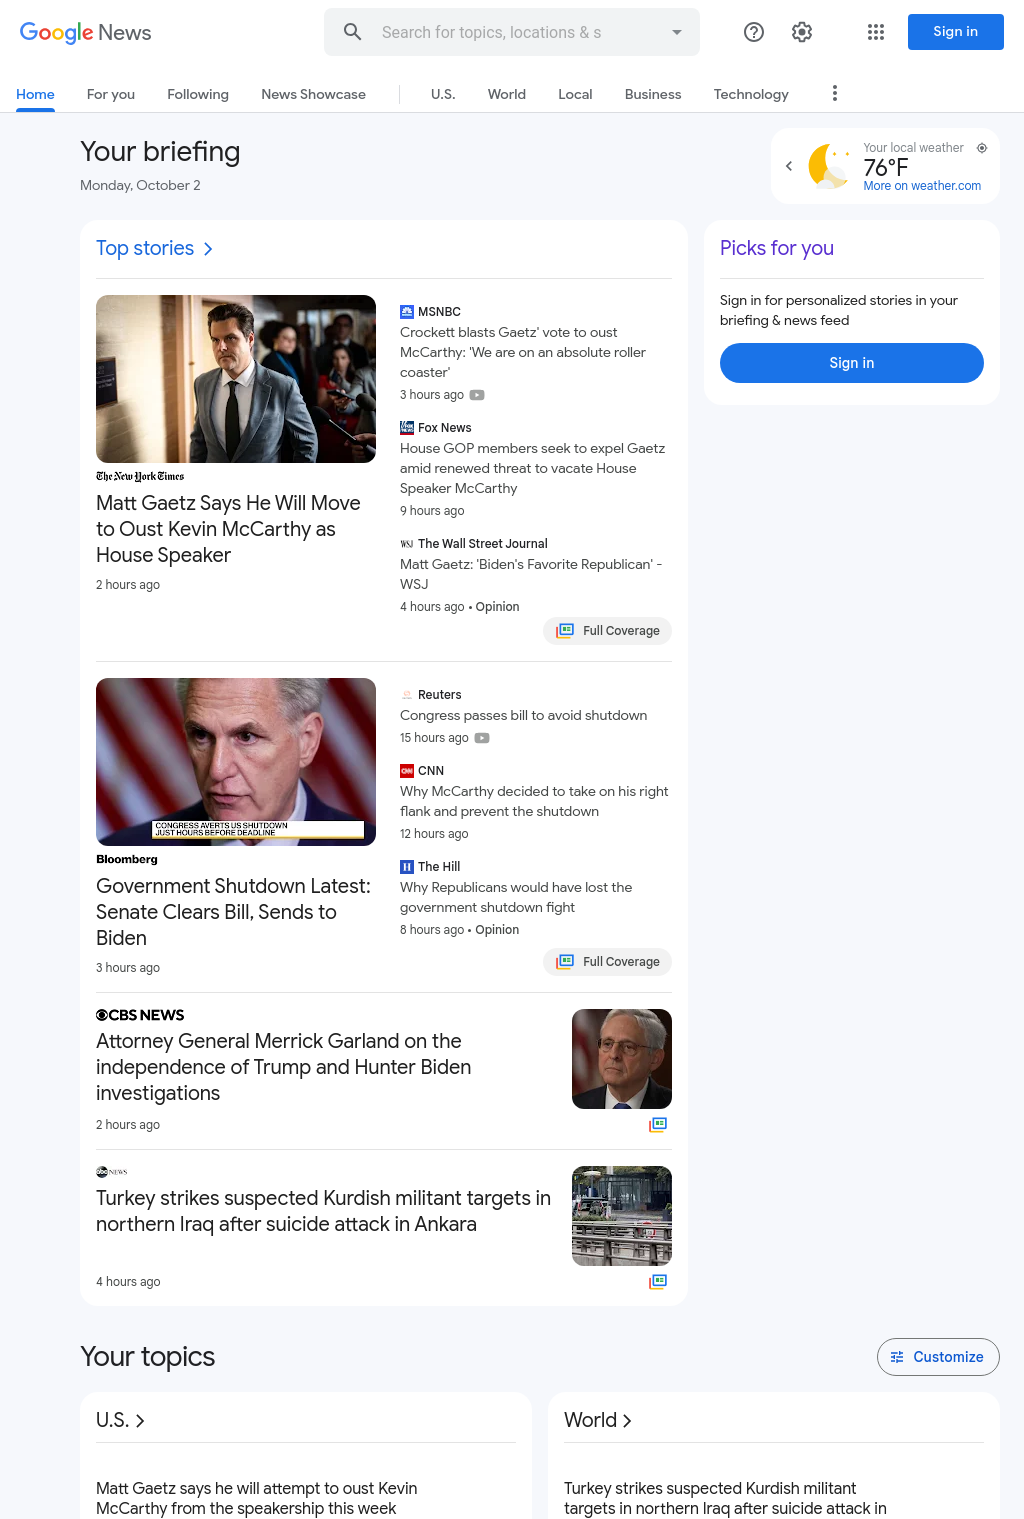 Google News
Search for topics, locations & s
Sign in
Home
For you
Following
News Showcase
U.S.
World
Local
Business
Technology
Your briefing
Monday, October 2
Your local weather
76°F
More on weather.com
Top stories
The New York Times
Matt Gaetz Says He Will Move
to Oust Kevin McCarthy as
House Speaker
2 hours ago
MSNBC
Crockett blasts Gaetz' vote to oust
McCarthy: 'We are on an absolute roller
coaster'
3 hours ago
Fox News
House GOP members seek to expel Gaetz
amid renewed threat to vacate House
Speaker McCarthy
9 hours ago
WSJ The Wall Street Journal
Matt Gaetz: 'Biden's Favorite Republican' -
WSJ
4 hours ago • Opinion
Full Coverage
Picks for you
Sign in for personalized stories in your
briefing & news feed
Sign in
CONGRESS AVERTS US SHUTDOWN
JUST HOURS BEFORE DEADLINE
Bloomberg
Government Shutdown Latest:
Senate Clears Bill, Sends to
Biden
3 hours ago
Reuters
Congress passes bill to avoid shutdown
15 hours ago
CNN CNN
Why McCarthy decided to take on his right
flank and prevent the shutdown
12 hours ago
H The Hill
Why Republicans would have lost the
government shutdown fight
8 hours ago • Opinion
Full Coverage
CBS NEWS
Attorney General Merrick Garland on the
independence of Trump and Hunter Biden
investigations
2 hours ago
abc NEWS
Turkey strikes suspected Kurdish militant targets in
northern Iraq after suicide attack in Ankara
4 hours ago
Your topics
Customize
U.S.
Matt Gaetz says he will attempt to oust Kevin
McCarthy from the speakership this week
World
Turkey strikes suspected Kurdish militant
targets in northern Iraq after suicide attack in